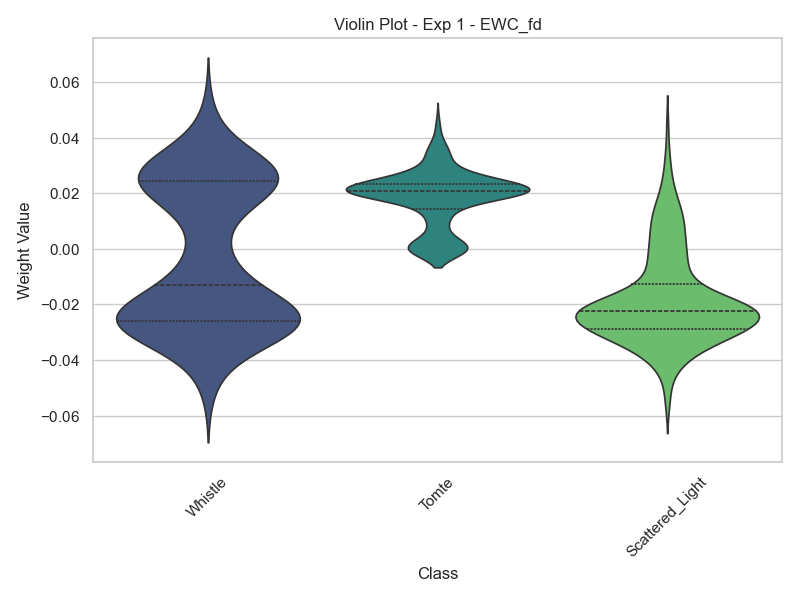 Violin Plot - Exp 1 - EWC_fd
0.06
0.04
0.02
0.00
−0.02
−0.04
−0.06
Weight Value
Whistle
Tomte
Scattered_Light
Class